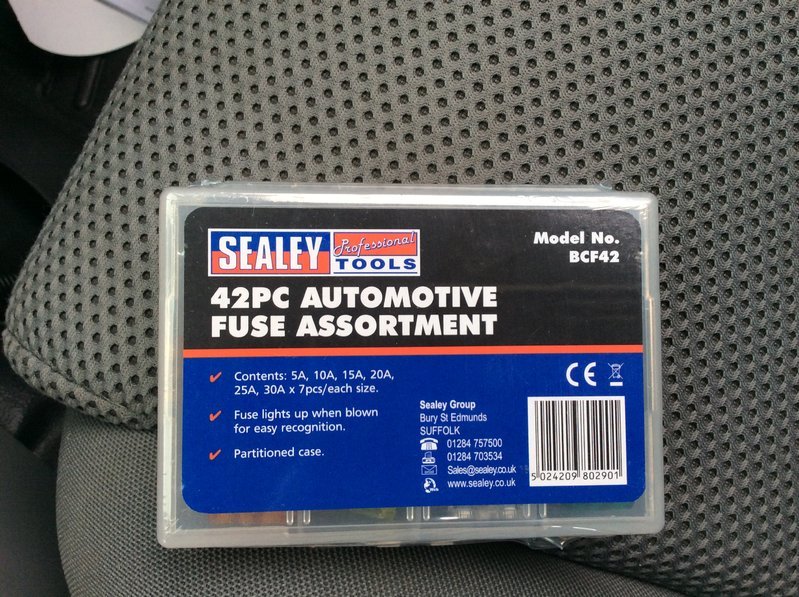 SEALEY Professional TOOLS
Model No.
BCF42
42PC AUTOMOTIVE
FUSE ASSORTMENT
Contents: 5A, 10A, 15A, 20A,
25A, 30A x 7pcs/each size.
Fuse lights up when blown
for easy recognition.
Partitioned case.
CE
Sealey Group
Bury St Edmunds
SUFFOLK
01284 757500
01284 703534
Sales@sealey.co.uk
www.sealey.co.uk
5 024209 802901